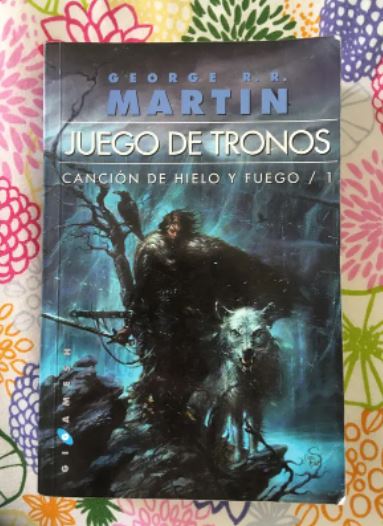 GEORGE R. R.
MARTIN
JUEGO DE TRONOS
CANCIÓN DE HIELO Y FUEGO / 1
GIGAMESH